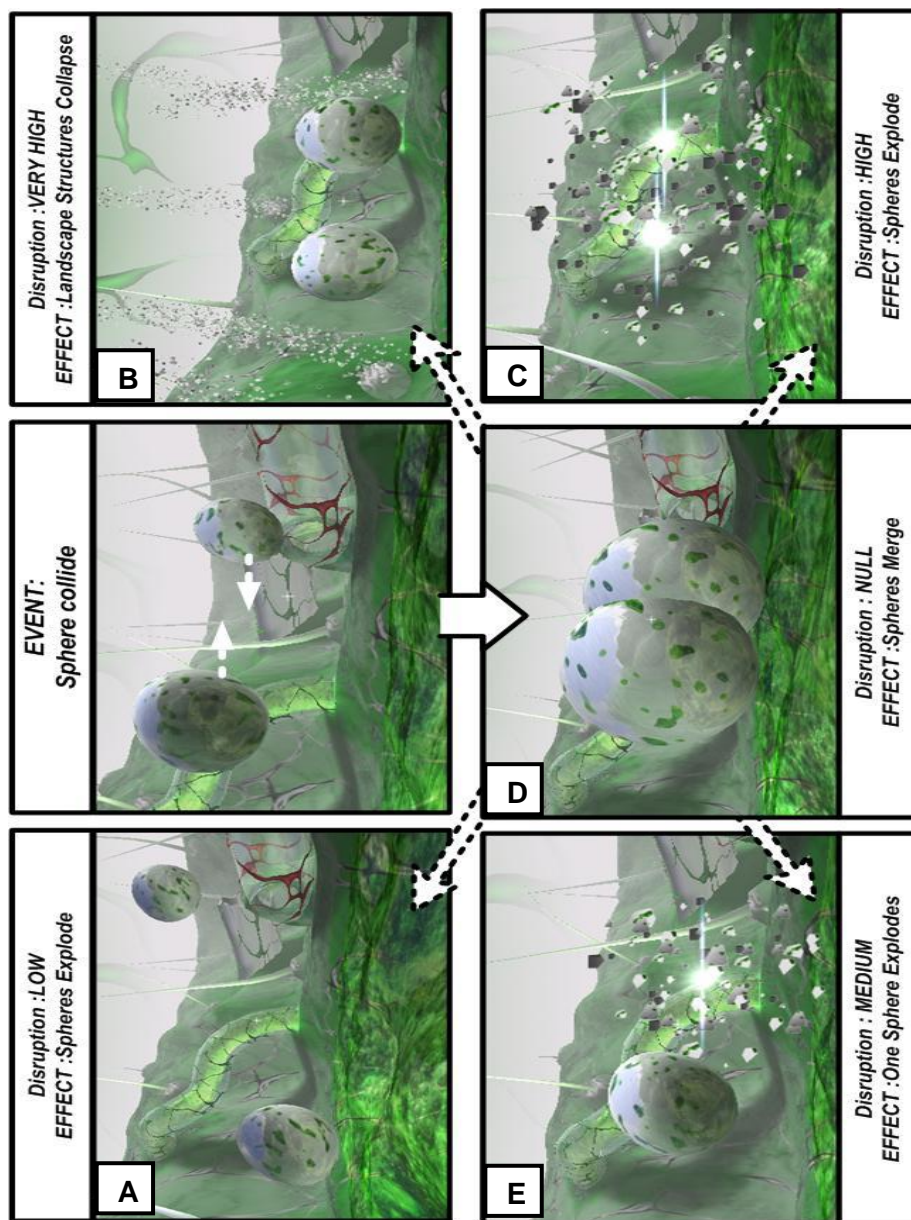 Disruption :LOW
EFFECT :Spheres Explode
A
EVENT:
Sphere collide
Disruption :VERY HIGH
EFFECT :Landscape Structures Collapse
B
E
Disruption : MEDIUM
EFFECT :One Sphere Explodes
D
Disruption : NULL
EFFECT :Spheres Merge
C
Disruption :HIGH
EFFECT :Spheres Explode